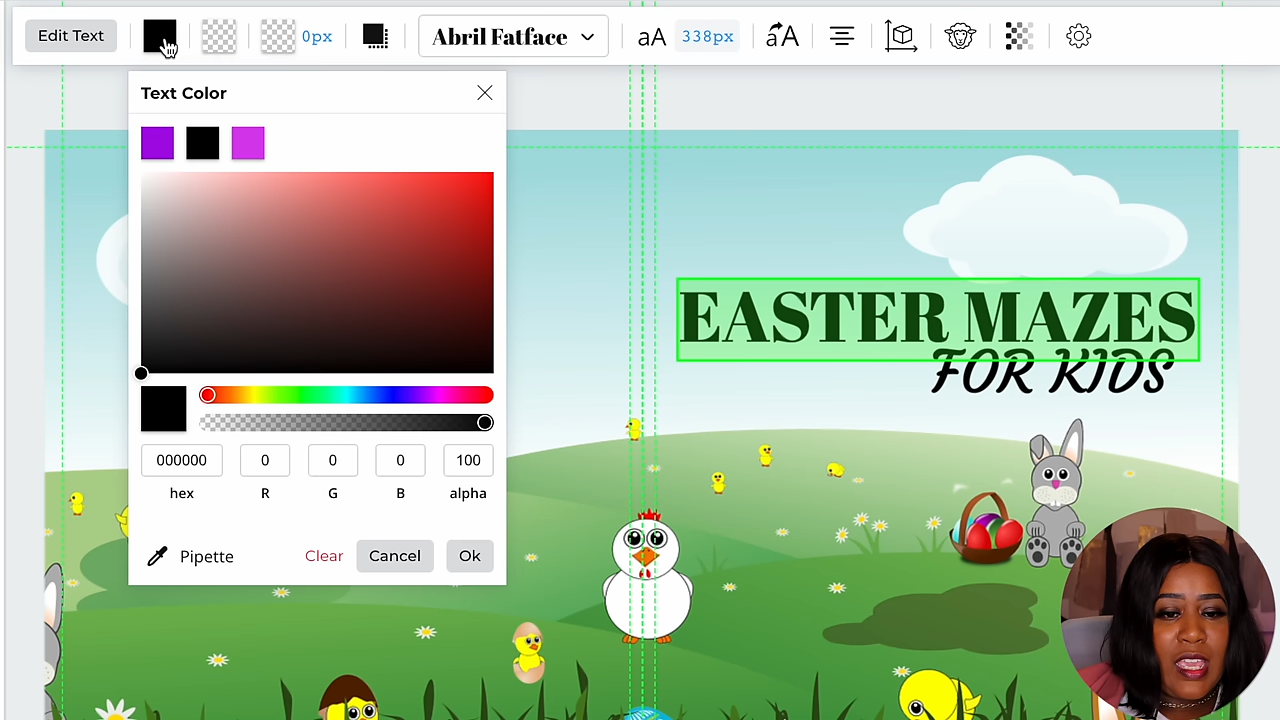 Edit Text
0px
Abril Fatface
aA
338px
aA
Text Color
EASTER MAZES
FOR KIDS
000000 0 0 0 100
hex R G B alpha
Pipette
Clear
Cancel
Ok